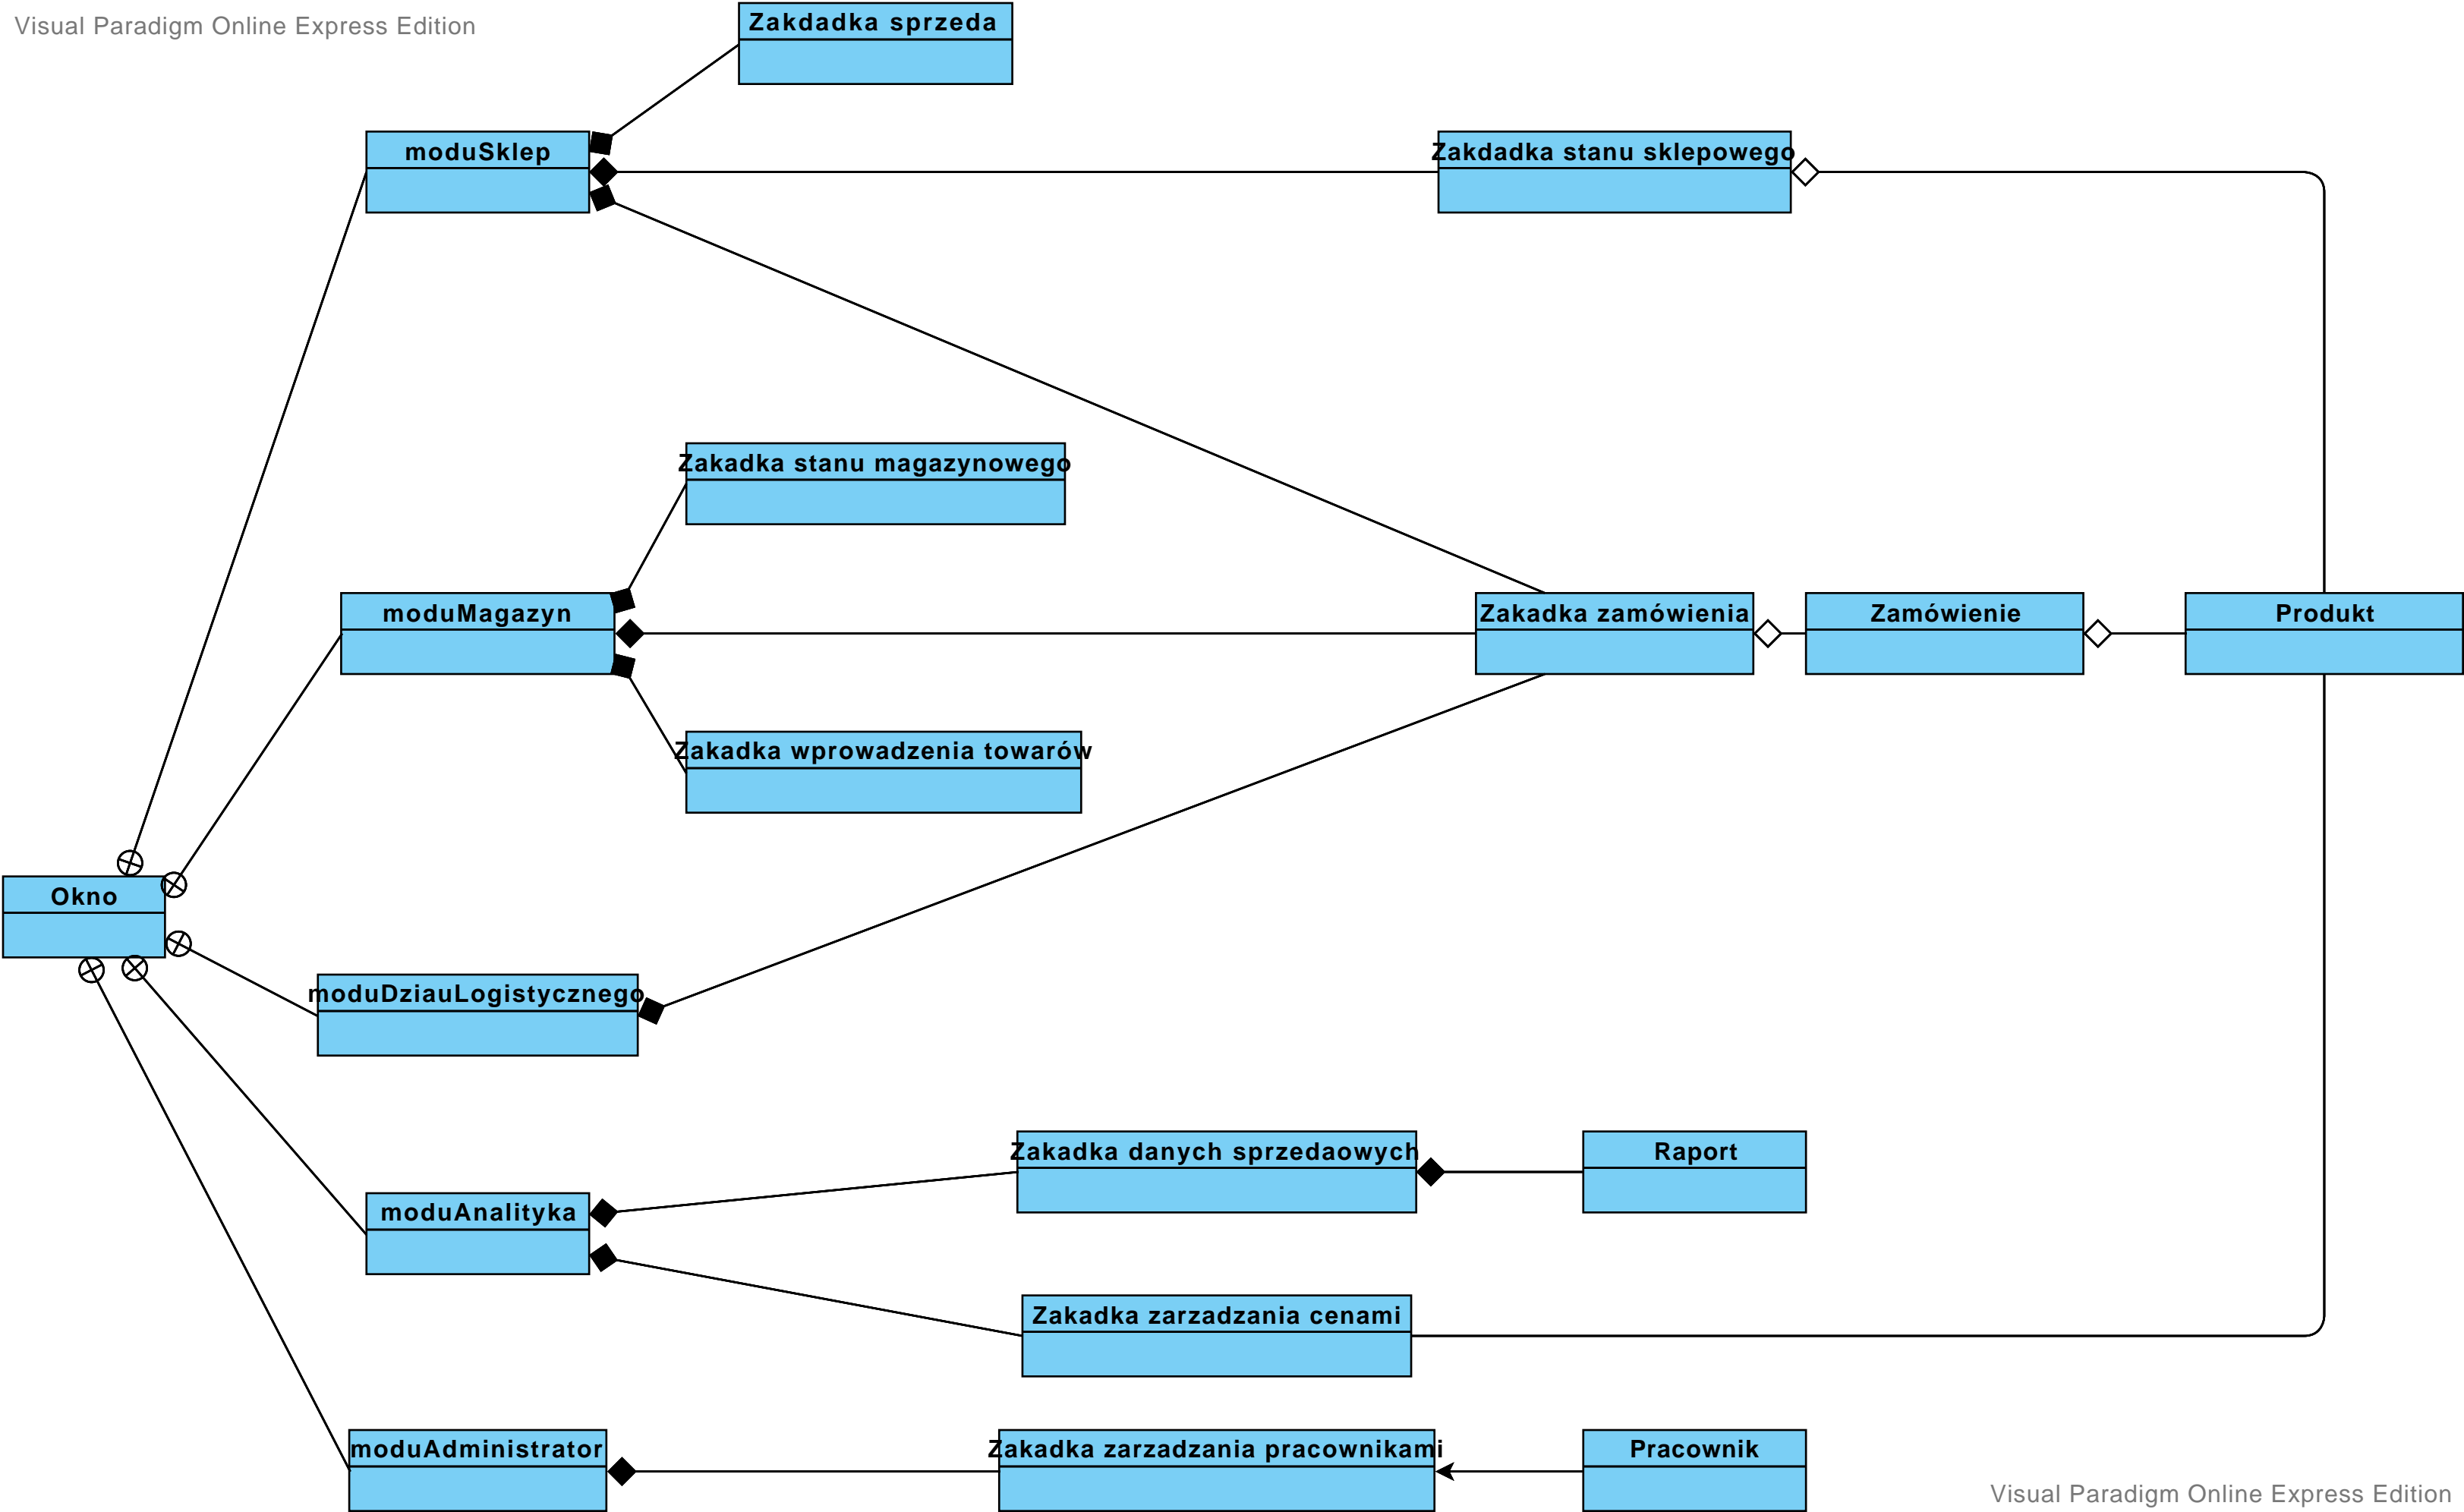 Visual Paradigm Online Express Edition
Zakdadka sprzeda
moduSklep
Zakdadka stanu sklepowego
Zakadka stanu magazynowego
moduMagazyn
Zakadka zamówienia
Zamówienie
Produkt
Zakadka wprowadzenia towarów
Okno
moduDziauLogistycznego
Zakadka danych sprzedaowych
Raport
moduAnalityka
Zakadka zarzadzania cenami
moduAdministrator
Zakadka zarzadzania pracownikami
Pracownik
Visual Paradigm Online Express Edition